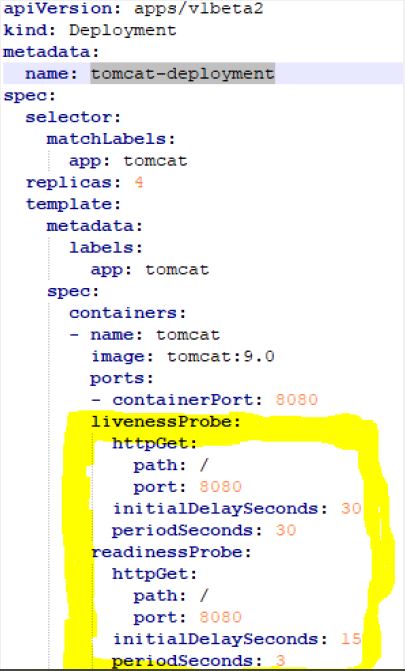 apiVersion: apps/v1beta2
kind: Deployment
metadata:
  name: tomcat-deployment
spec:
  selector:
    matchLabels:
      app: tomcat
  replicas: 4
  template:
    metadata:
      labels:
        app: tomcat
    spec:
      containers:
      - name: tomcat
        image: tomcat:9.0
        ports:
        - containerPort: 8080
        livenessProbe:
          httpGet:
            path: /
            port: 8080
          initialDelaySeconds: 30
          periodSeconds: 30
        readinessProbe:
          httpGet:
            path: /
            port: 8080
          initialDelaySeconds: 15
          periodSeconds: 3